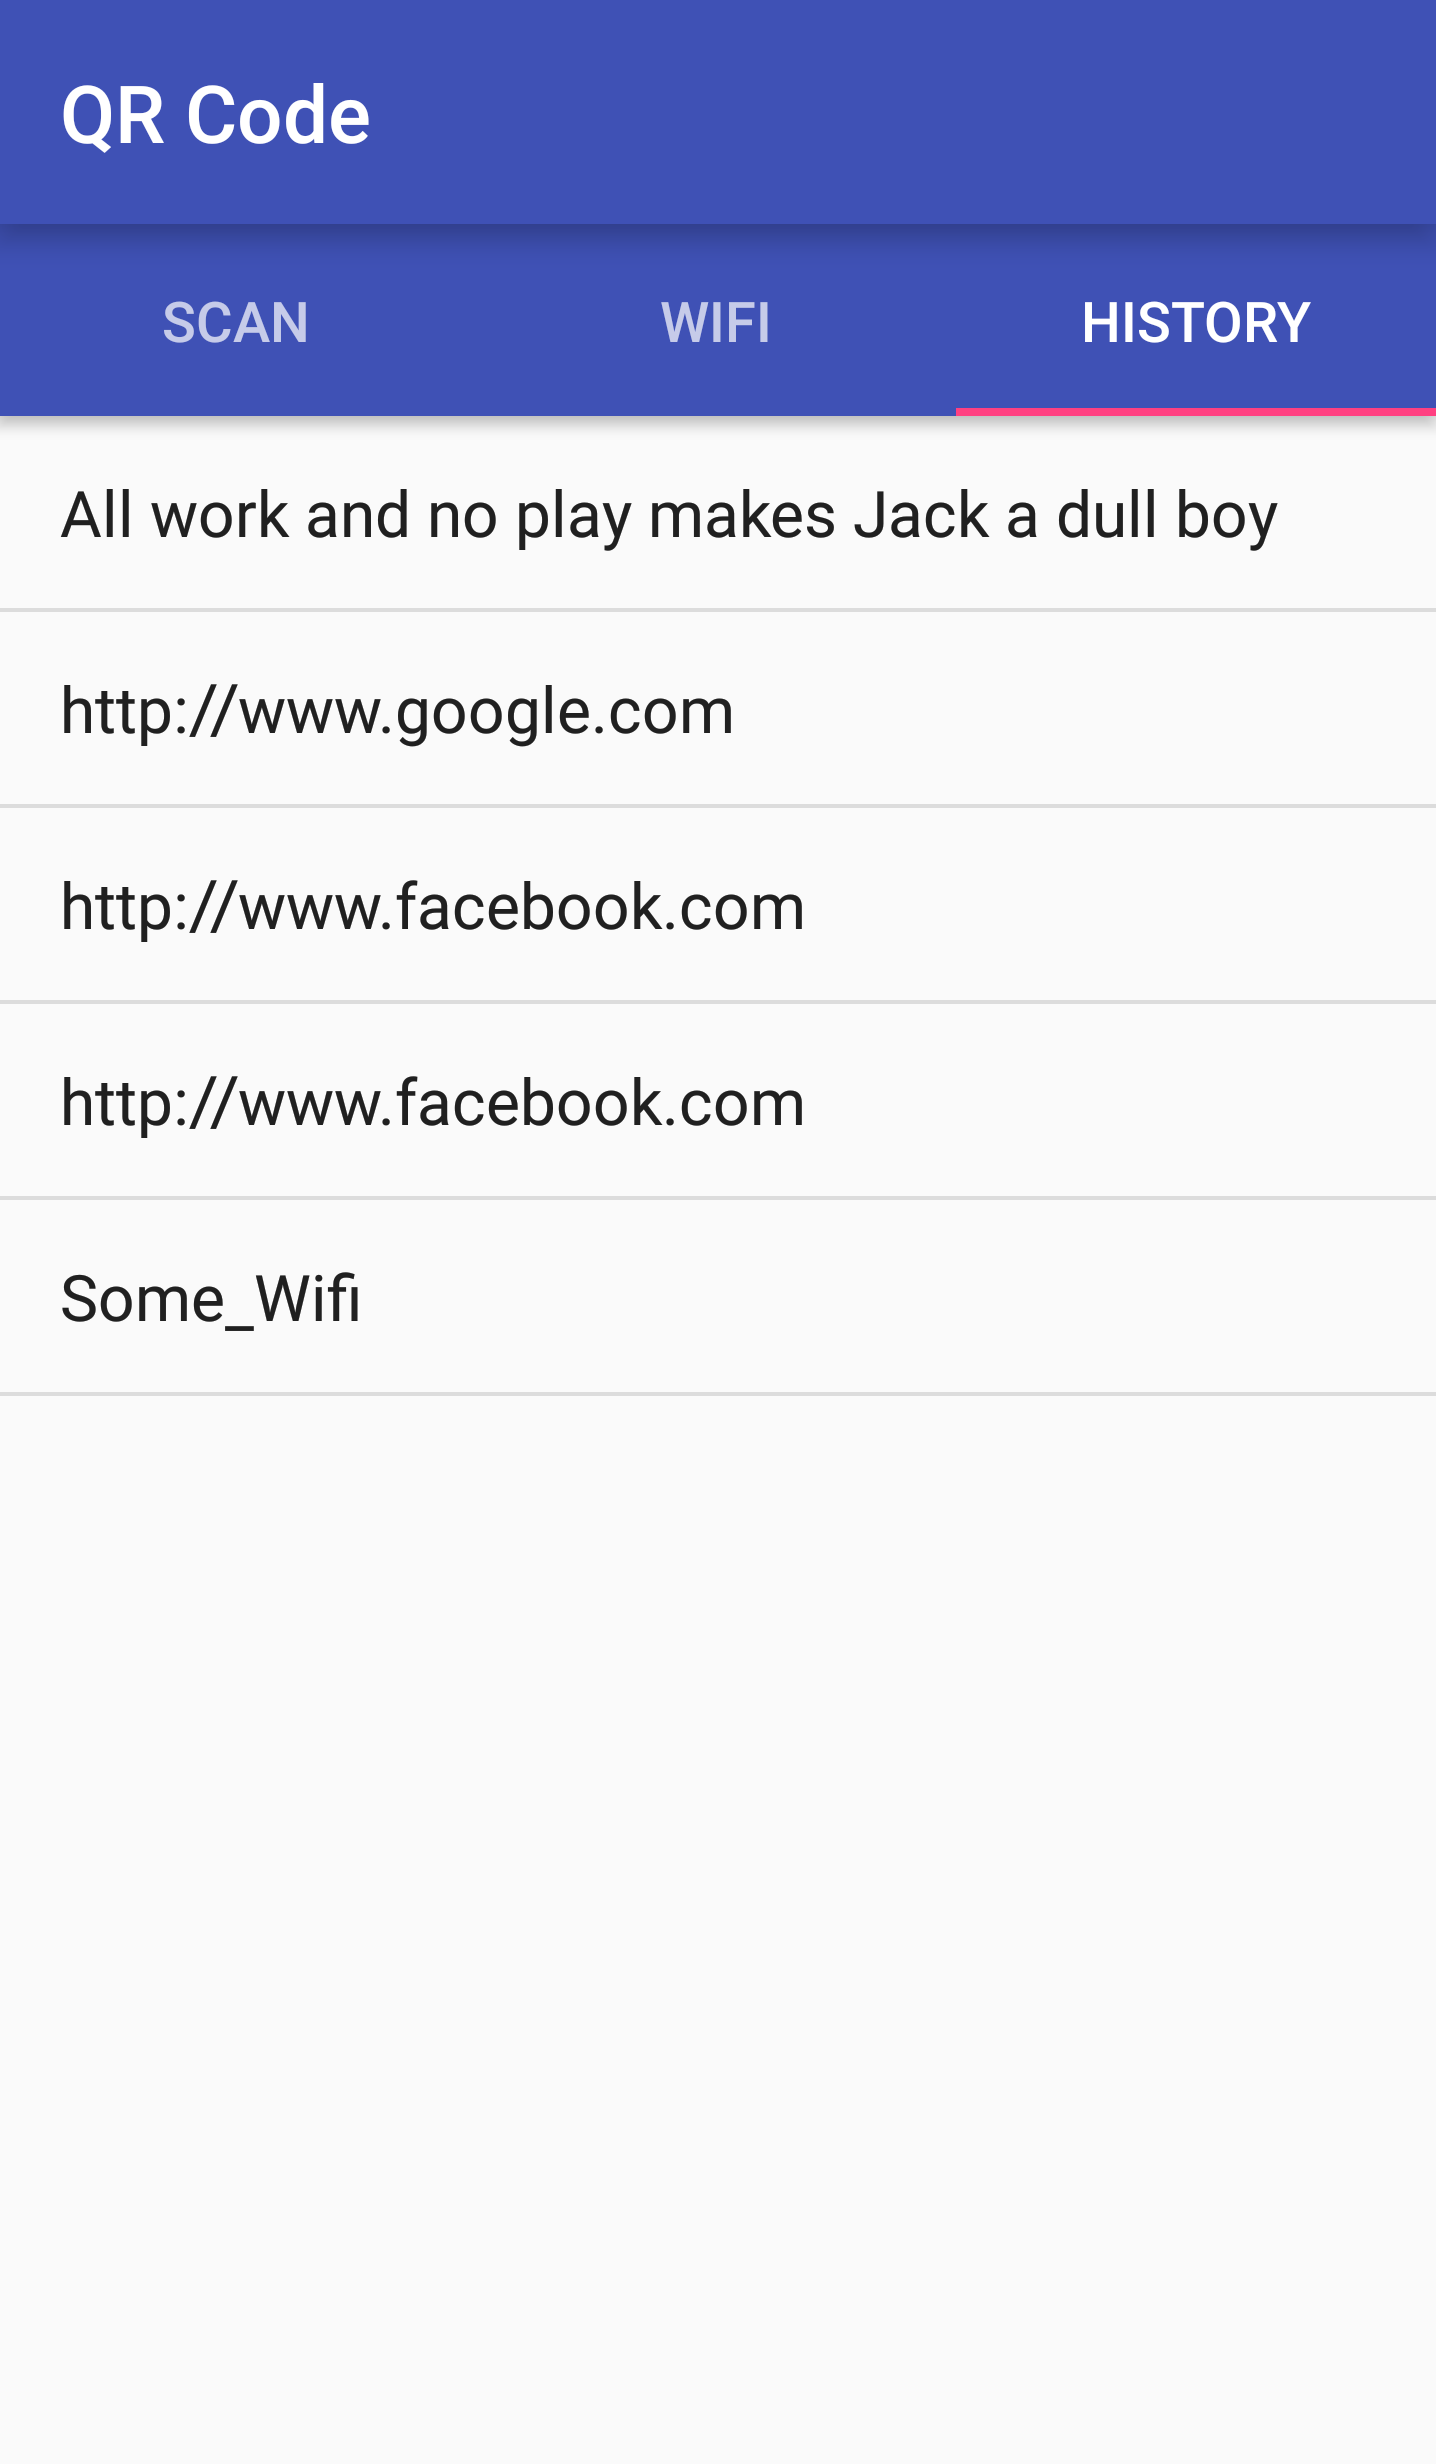 QR Code
SCAN WIFI HISTORY
All work and no play makes Jack a dull boy
http://www.google.com
http://www.facebook.com
http://www.facebook.com
Some_Wifi